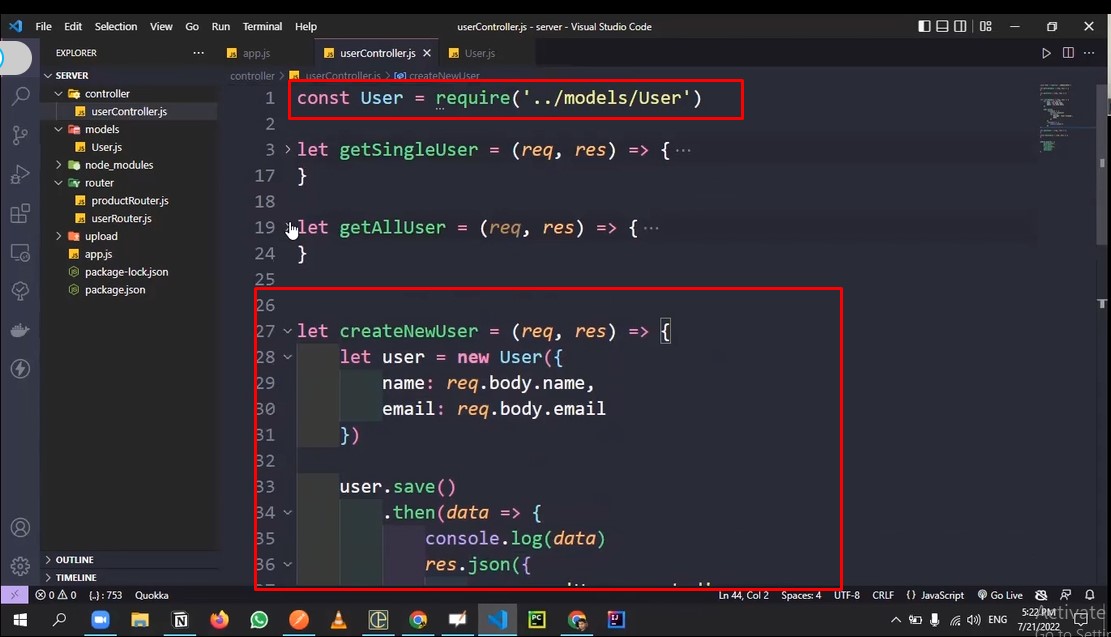 File Edit Selection View Go Run Terminal Help
userController.js - server - Visual Studio Code
EXPLORER
app.js
userController.js
User.js
SERVER
controller
userController.js
models
User.js
node_modules
router
productRouter.js
userRouter.js
upload
app.js
package-lock.json
package.json
OUTLINE
TIMELINE
controller > userController.js > createNewUser
1 const User = require('../models/User')
2
3 let getSingleUser = (req, res) => { ...
17 }
18
19 let getAllUser = (req, res) => { ...
24 }
25
26
27 let createNewUser = (req, res) => {
28 let user = new User({
29 name: req.body.name,
30 email: req.body.email
31 })
32
33 user.save()
34 .then(data => {
35 console.log(data)
36 res.json({
0 0 {..} : 753 Quokka
Ln 44, Col 2 Spaces: 4 UTF-8 CRLF {} JavaScript Go Live
ENG
5:22 PM
7/21/2022
Activate
Go to Setti